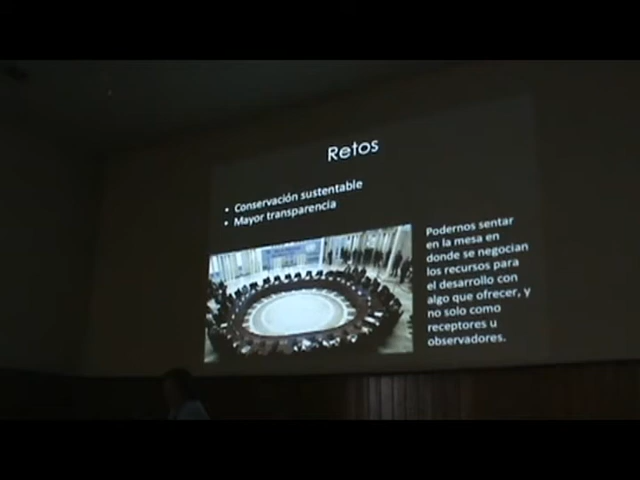 Retos
• Conservación sustentable
• Mayor transparencia
Podernos sentar
en la mesa en
donde se negocian
los recursos para
el desarrollo con
algo que ofrecer, y
no solo como
receptores u
observadores.